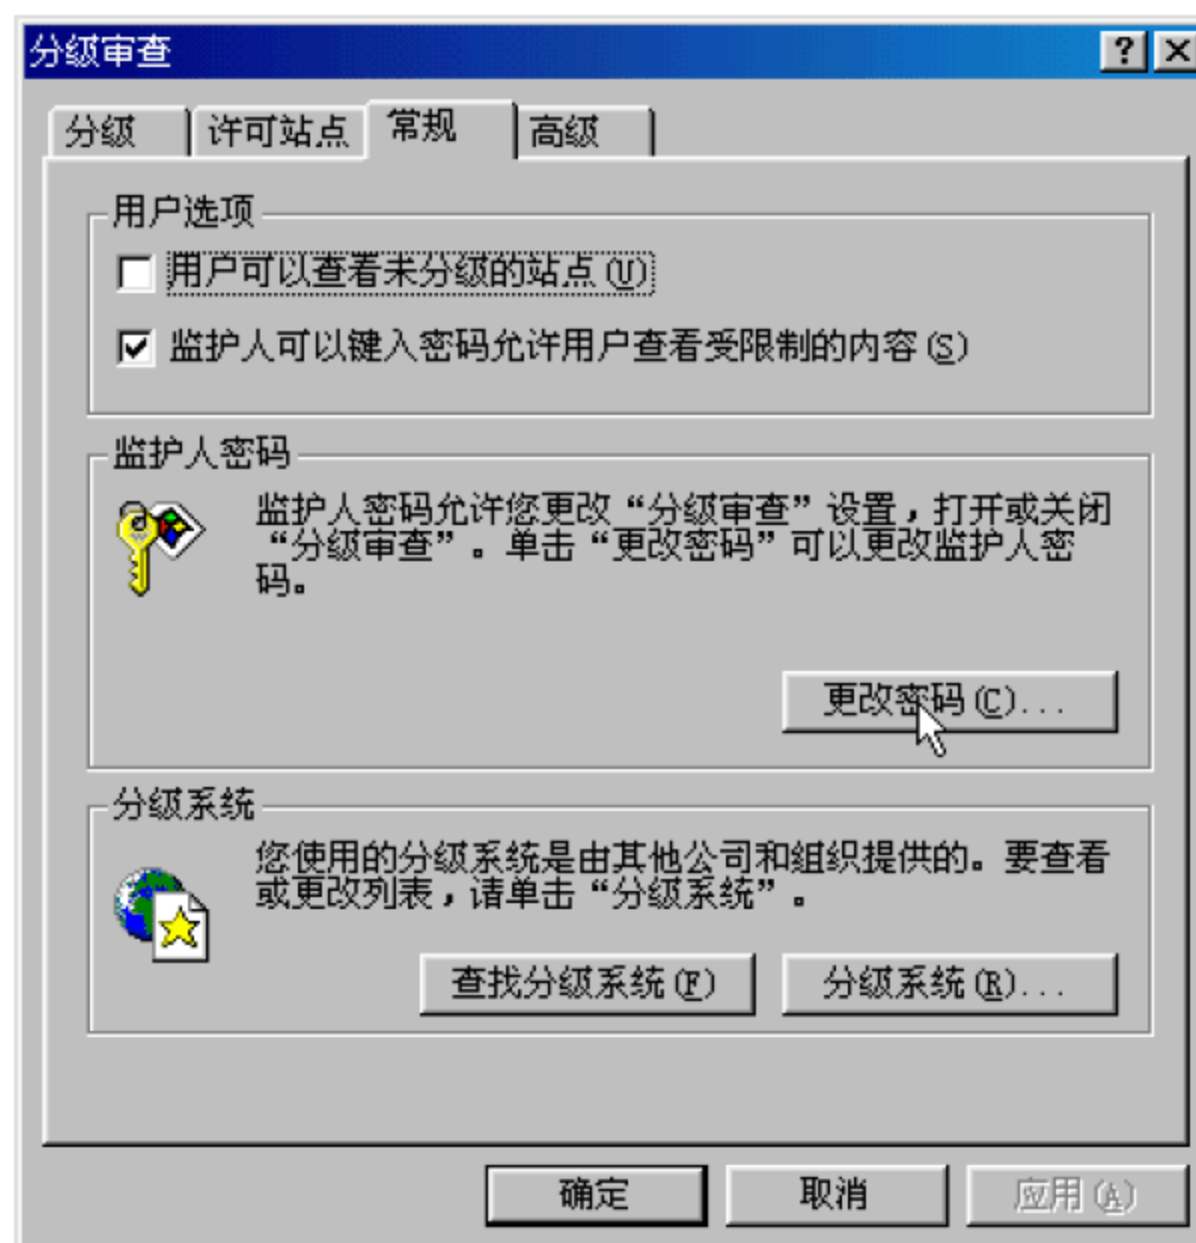 分级审查
分级 许可站点 常规 高级
用户选项
用户可以查看未分级的站点(U)
监护人可以键入密码允许用户查看受限制的内容(S)
监护人密码
监护人密码允许您更改“分级审查”设置，打开或关闭
“分级审查”。单击“更改密码”可以更改监护人密
码。
更改密码(C)...
分级系统
您使用的分级系统是由其他公司和组织提供的。要查看
或更改列表，请单击“分级系统”。
查找分级系统(F) 分级系统(R)...
确定 取消 应用(A)